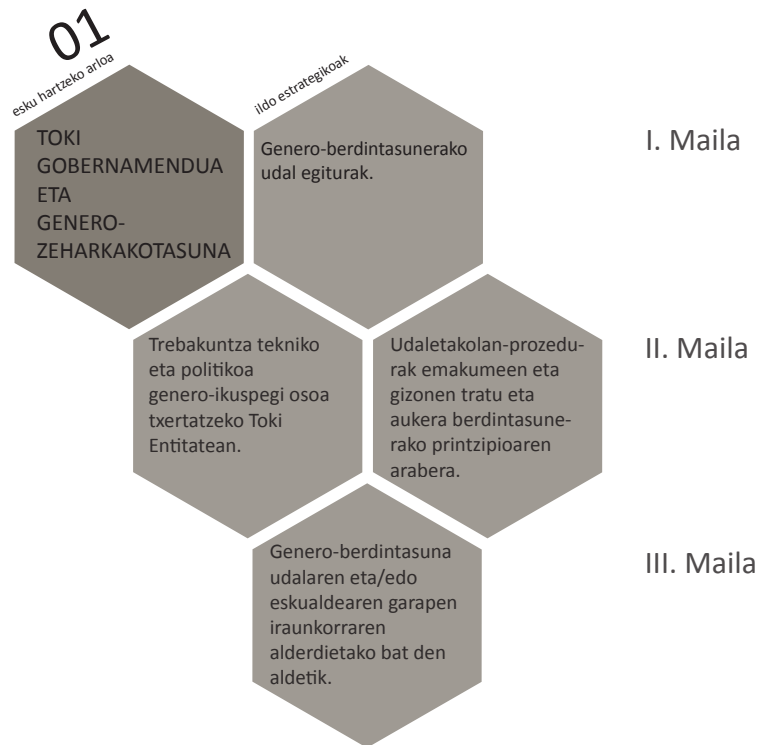 01
esku hartzeko arloa
ildo estrategikoak
TOKI
GOBERNAMENDUA
ETA
GENERO-
ZEHARKAKOTASUNA
Genero-berdintasunerako
udal egiturak.
I. Maila
Trebakuntza tekniko
eta politikoa
genero-ikuspegi osoa
txertatzeko Toki
Entitatean.
Udaletakolan-prozedu-
rak emakumeen eta
gizonen tratu eta
aukera berdintasune-
rako printzipioaren
arabera.
II. Maila
Genero-berdintasuna
udalaren eta/edo
eskualdearen garapen
iraunkorraren
alderdietako bat den
aldetik.
III. Maila